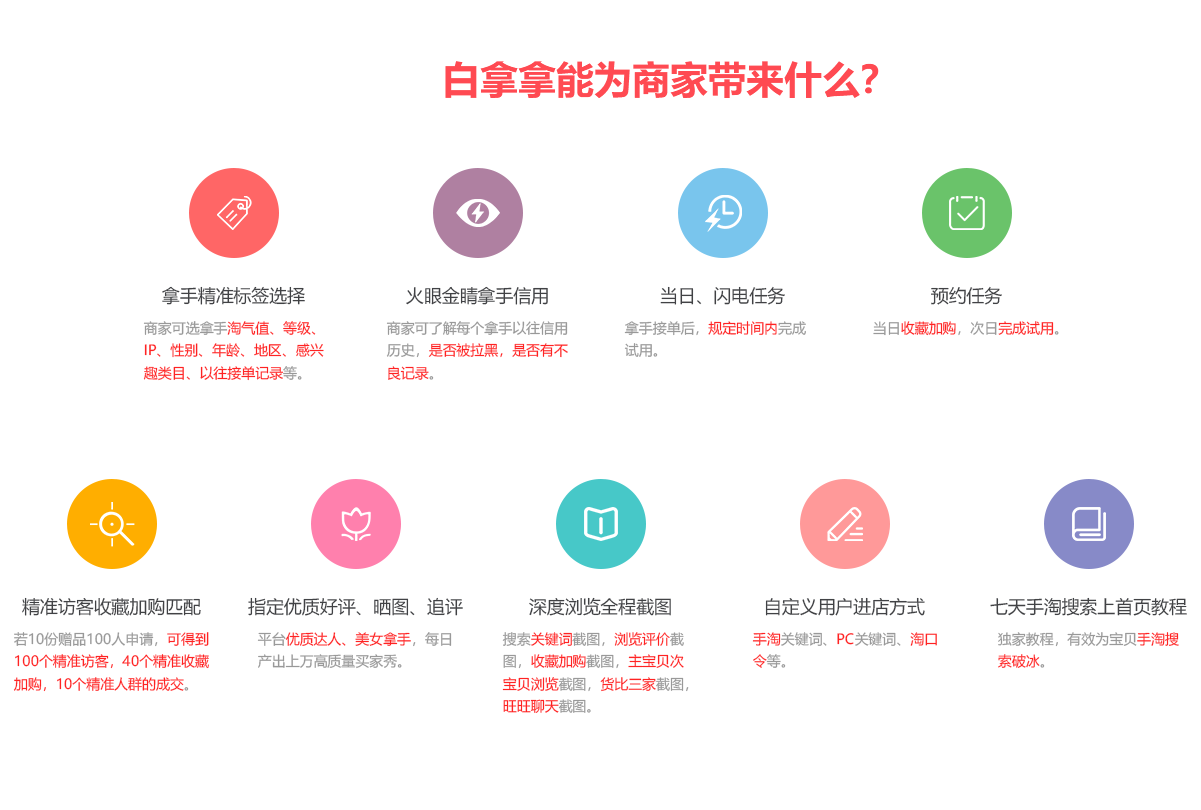 白拿拿能为商家带来什么?
拿手精准标签选择
商家可选拿手淘气值、等级、
IP、性别、年龄、地区、感兴
趣类目、以往接单记录等。
火眼金睛拿手信用
商家可了解每个拿手以往信用
历史，是否被拉黑，是否有不
良记录。
当日、闪电任务
拿手接单后，规定时间内完成
试用。
预约任务
当日收藏加购，次日完成试用。
精准访客收藏加购匹配
若10份赠品100人申请，可得到
100个精准访客，40个精准收藏
加购，10个精准人群的成交。
指定优质好评、晒图、追评
平台优质达人、美女拿手，每日
产出上万高质量买家秀。
深度浏览全程截图
搜索关键词截图，浏览评价截
图，收藏加购截图，主宝贝次
宝贝浏览截图，货比三家截图，
旺旺聊天截图。
自定义用户进店方式
手淘关键词、PC关键词、淘口
令等。
七天手淘搜索上首页教程
独家教程，有效为宝贝手淘搜
索破冰。